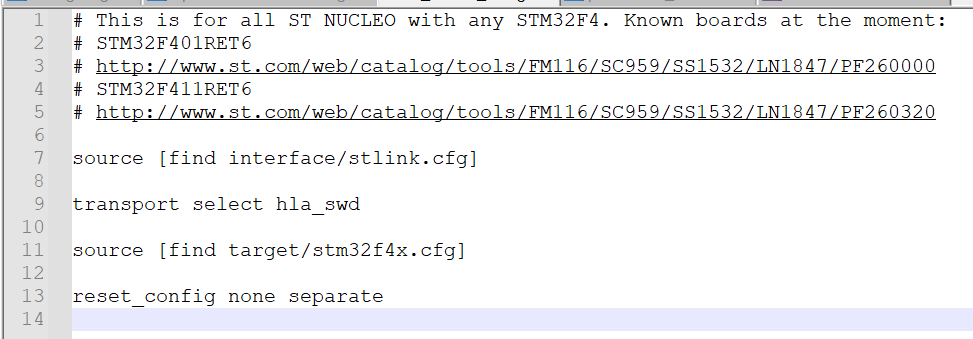 1 # This is for all ST NUCLEO with any STM32F4. Known boards at the moment:
2 # STM32F401RET6
3 # http://www.st.com/web/catalog/tools/FM116/SC959/SS1532/LN1847/PF260000
4 # STM32F411RET6
5 # http://www.st.com/web/catalog/tools/FM116/SC959/SS1532/LN1847/PF260320
6
7 source [find interface/stlink.cfg]
8
9 transport select hla_swd
10
11 source [find target/stm32f4x.cfg]
12
13 reset_config none separate
14